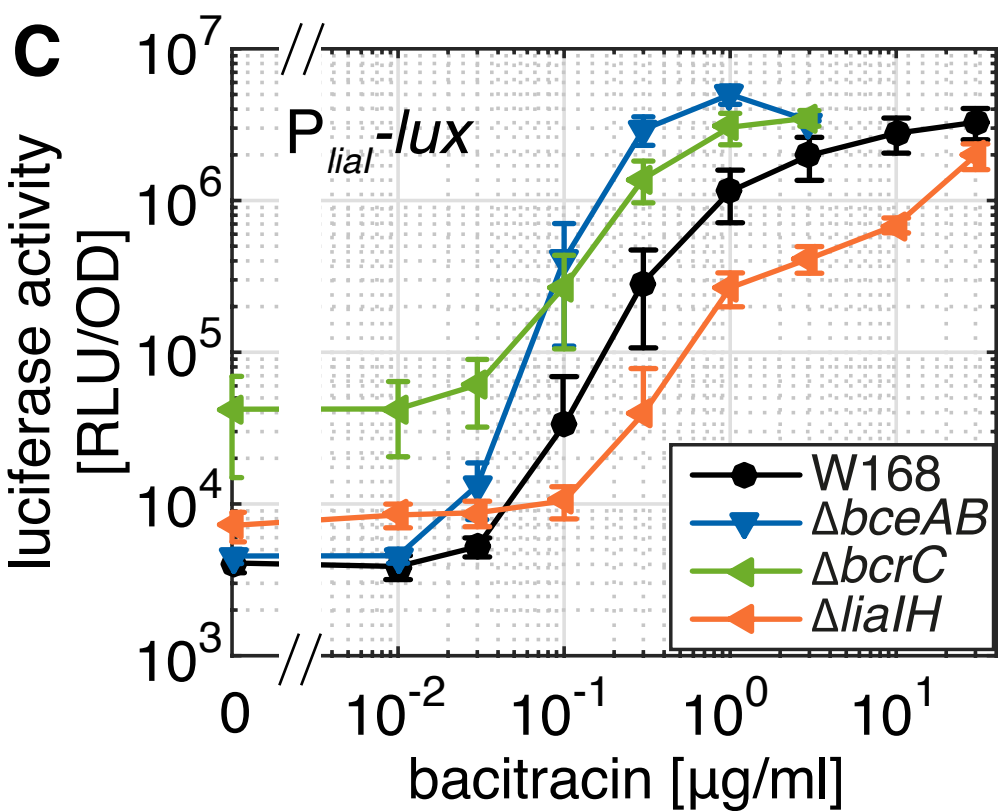 C
P_liaI-lux
luciferase activity
[RLU/OD]
10^7
10^6
10^5
10^4
10^3
0
10^-2
10^-1
10^0
10^1
bacitracin [µg/ml]
W168
ΔbceAB
ΔbcrC
ΔliaIH